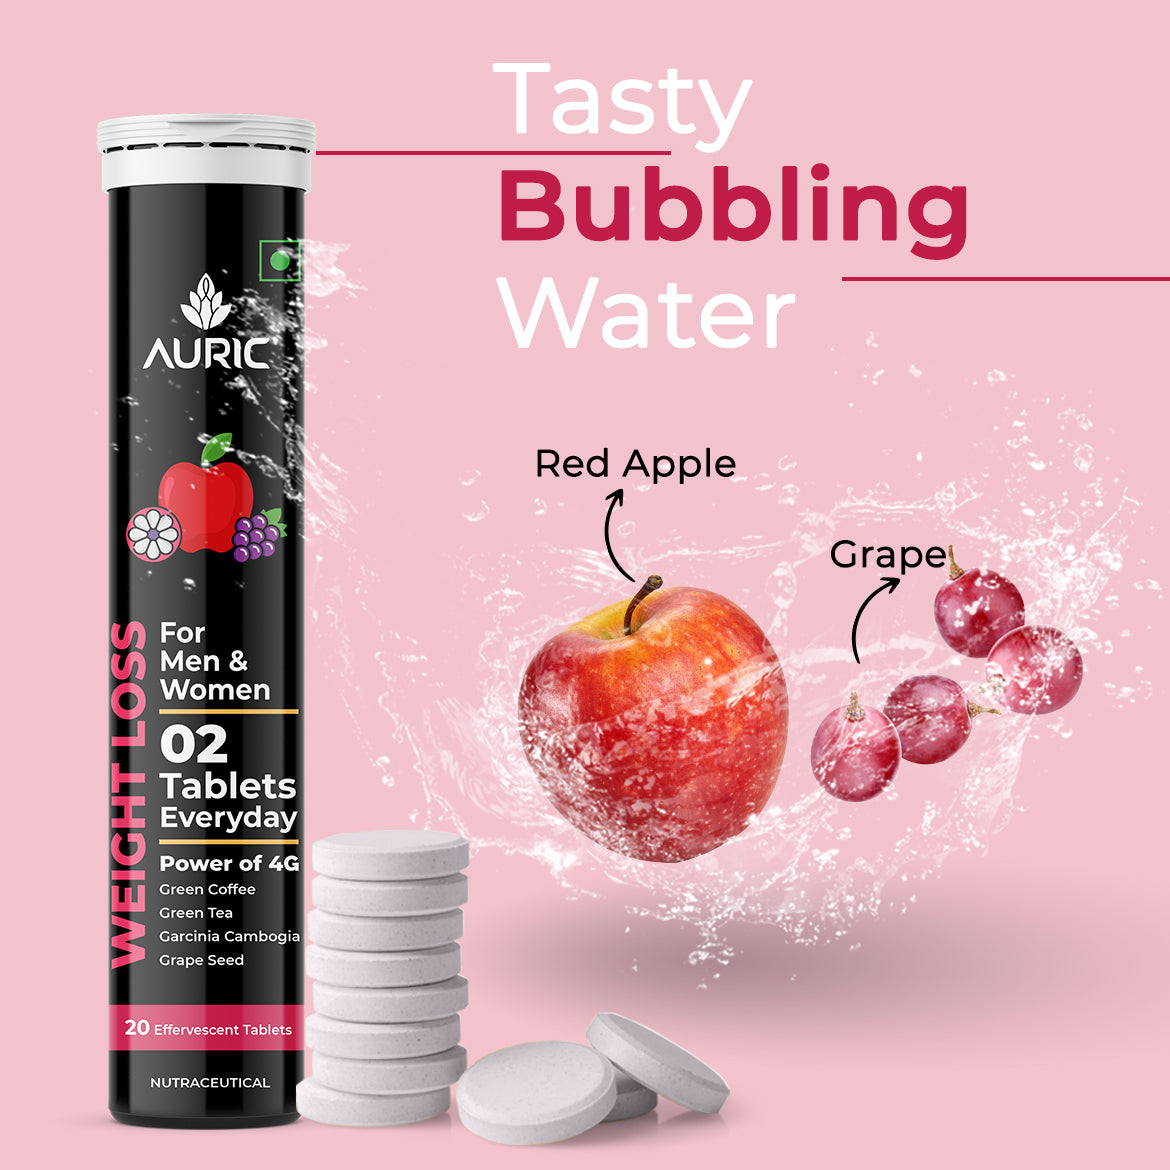 Tasty
Bubbling
Water
AURIC
Red Apple
Grape
WEIGHT LOSS
For
Men &
Women
02
Tablets
Everyday
Power of 4G
Green Coffee
Green Tea
Garcinia Cambogia
Grape Seed
20 Effervescent Tablets
NUTRACEUTICAL